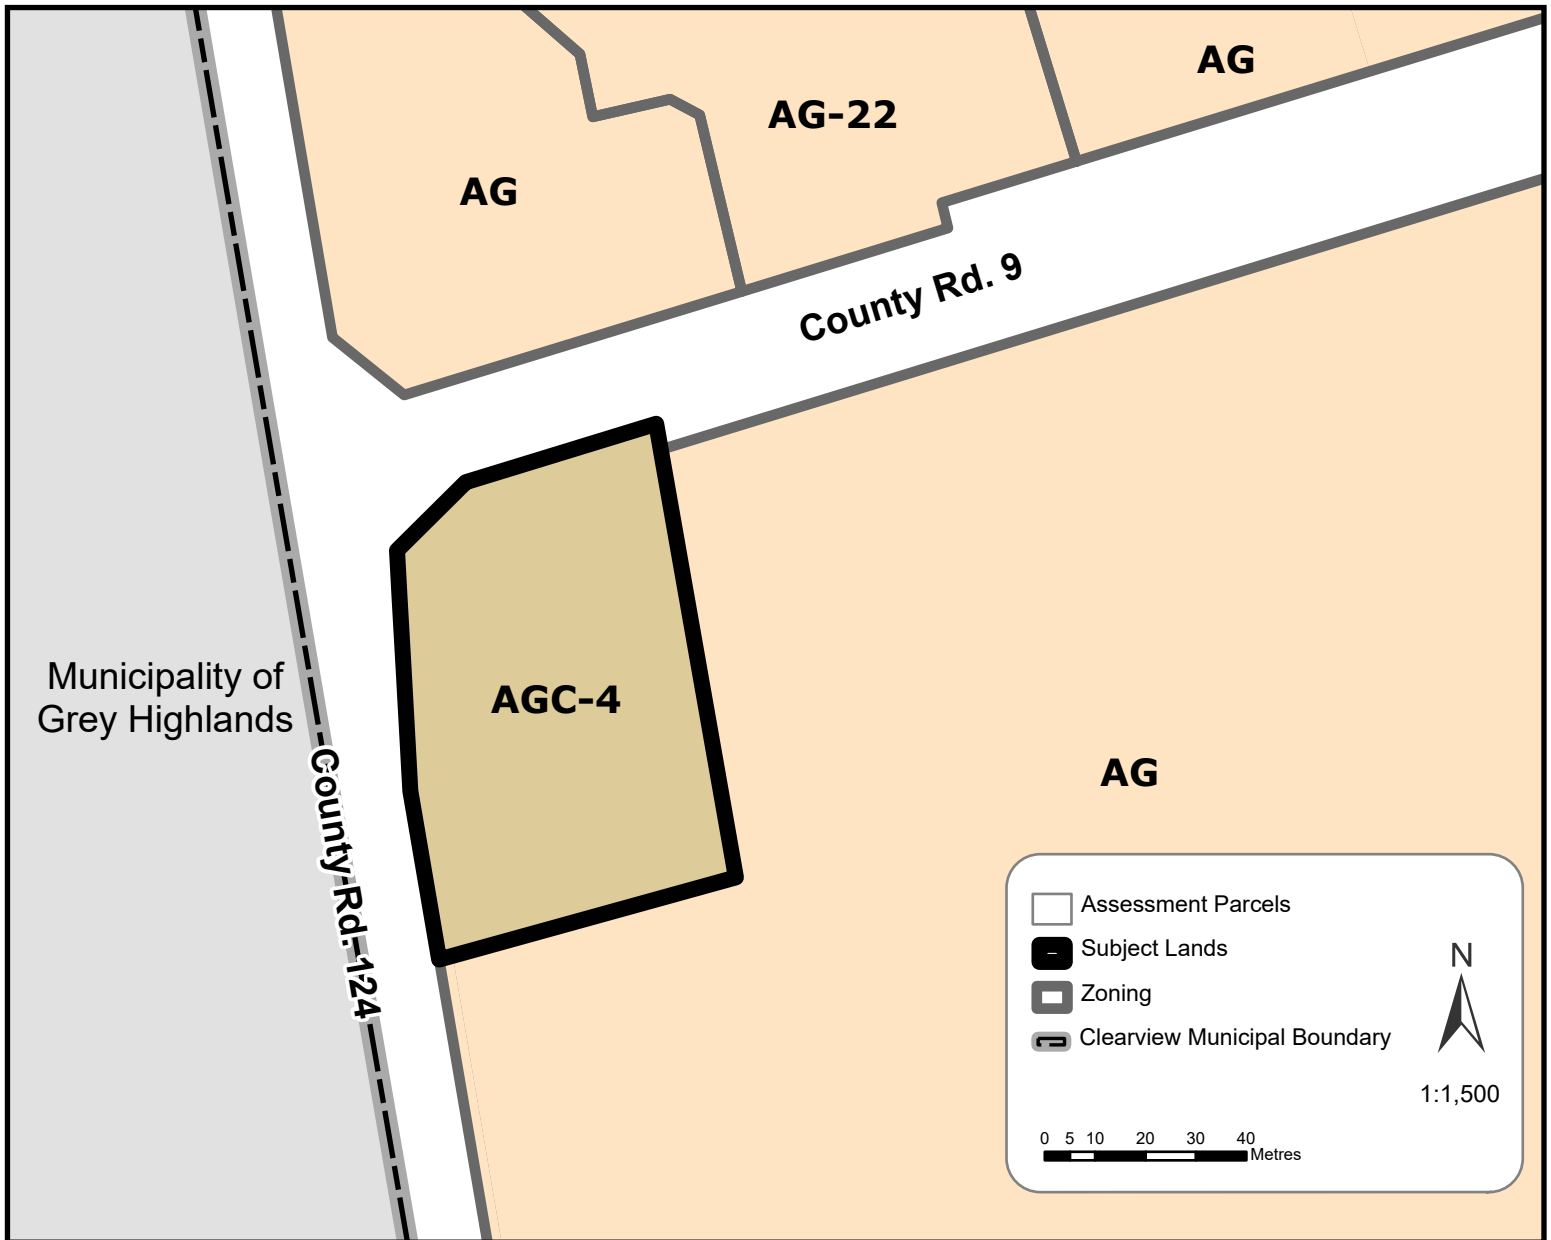 AG
AG-22
AG
County Rd. 9
Municipality of
Grey Highlands
AGC-4
County Rd. 124
AG
Assessment Parcels
Subject Lands
Zoning
Clearview Municipal Boundary
N
1:1,500
0 5 10 20 30 40
Metres